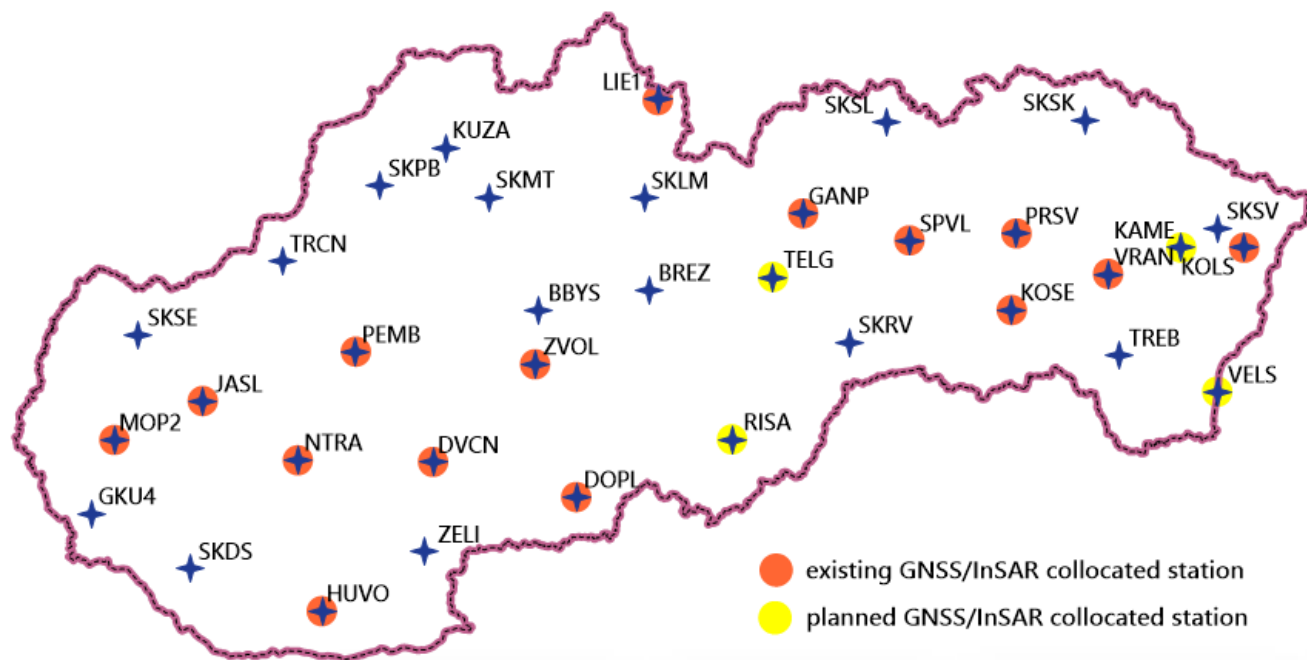 LIE1
SKSL
SKSK
KUZA
SKPB
SKMT
SKLM
GANP
SPVL
PRSV
KAME
SKSV
TRCN
TELG
VRAN
KOLS
BREZ
BBYS
KOSE
SKSE
PEMB
ZVOL
SKRV
TREB
JASL
VELS
MOP2
NTRA
DVCN
RISA
DOPL
GKU4
SKDS
ZELI
HUVO
existing GNSS/InSAR collocated station
planned GNSS/InSAR collocated station